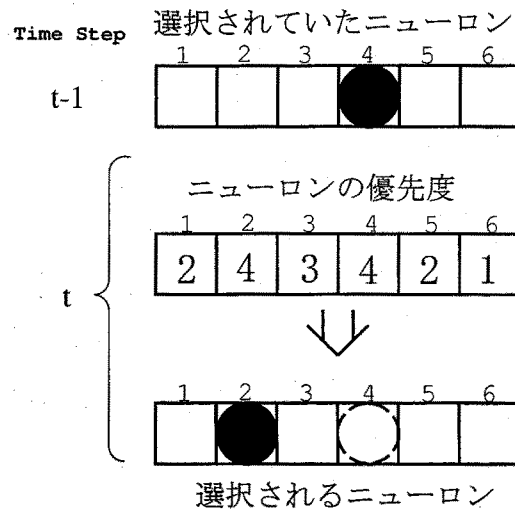 Time Step 選択されていたニューロン
1 2 3 4 5 6
t-1
ニューロンの優先度
1 2 3 4 5 6
2 4 3 4 2 1
t
1 2 3 4 5 6
選択されるニューロン